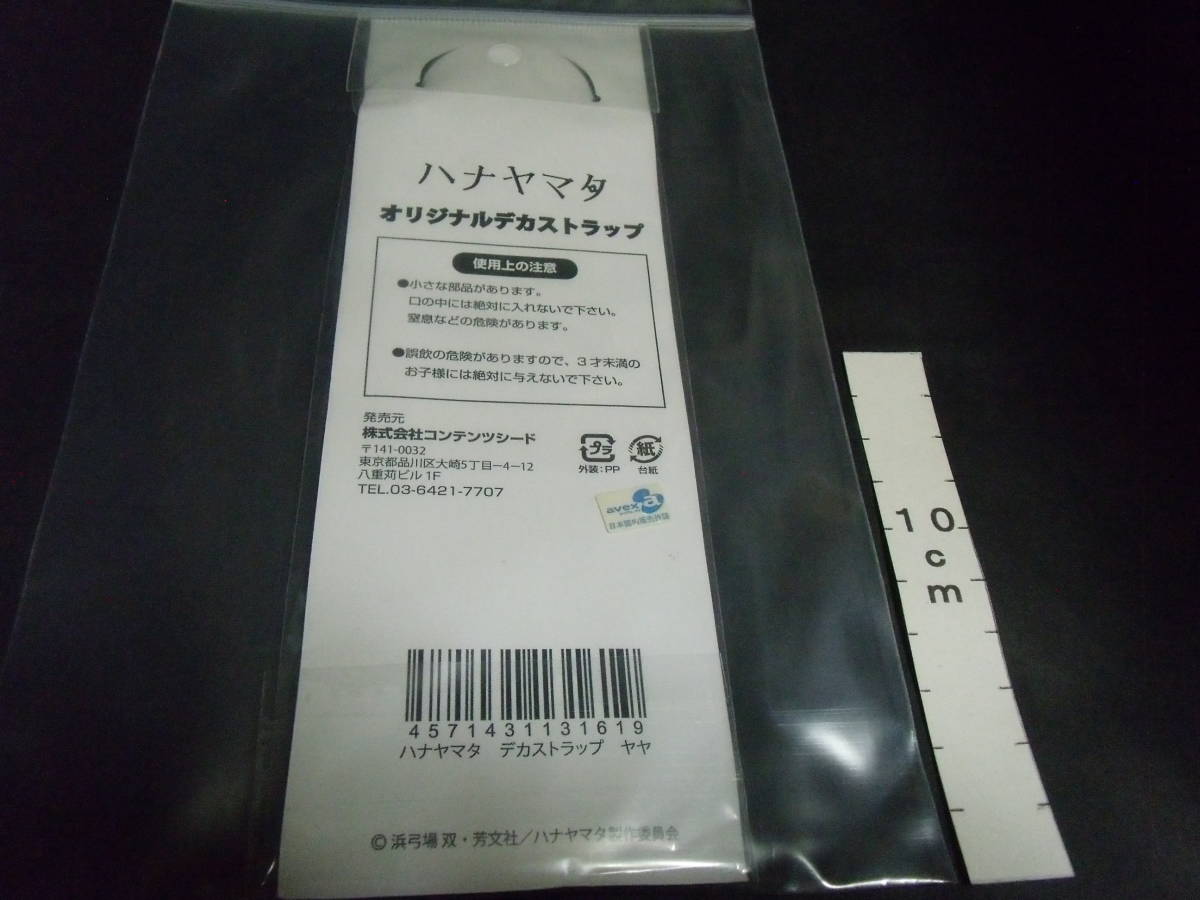 ハナヤマタ
オリジナルデカストラップ
使用上の注意
●小さな部品があります。
口の中には絶対に入れないで下さい。
窒息などの危険があります。
●誤飲の危険がありますので、3才未満の
お子様には絶対に与えないで下さい。
発売元
株式会社コンテンツシード
〒141-0032
東京都品川区大崎5丁目-4-12
八重苅ビル1F
TEL.03-6421-7707
プラ
外装:PP
紙
台紙
avex
a
日本国内販売許諾
4571431131619
ハナヤマタ デカストラップ ヤヤ
© 浜弓場 双・芳文社/ハナヤマタ製作委員会
10
cm